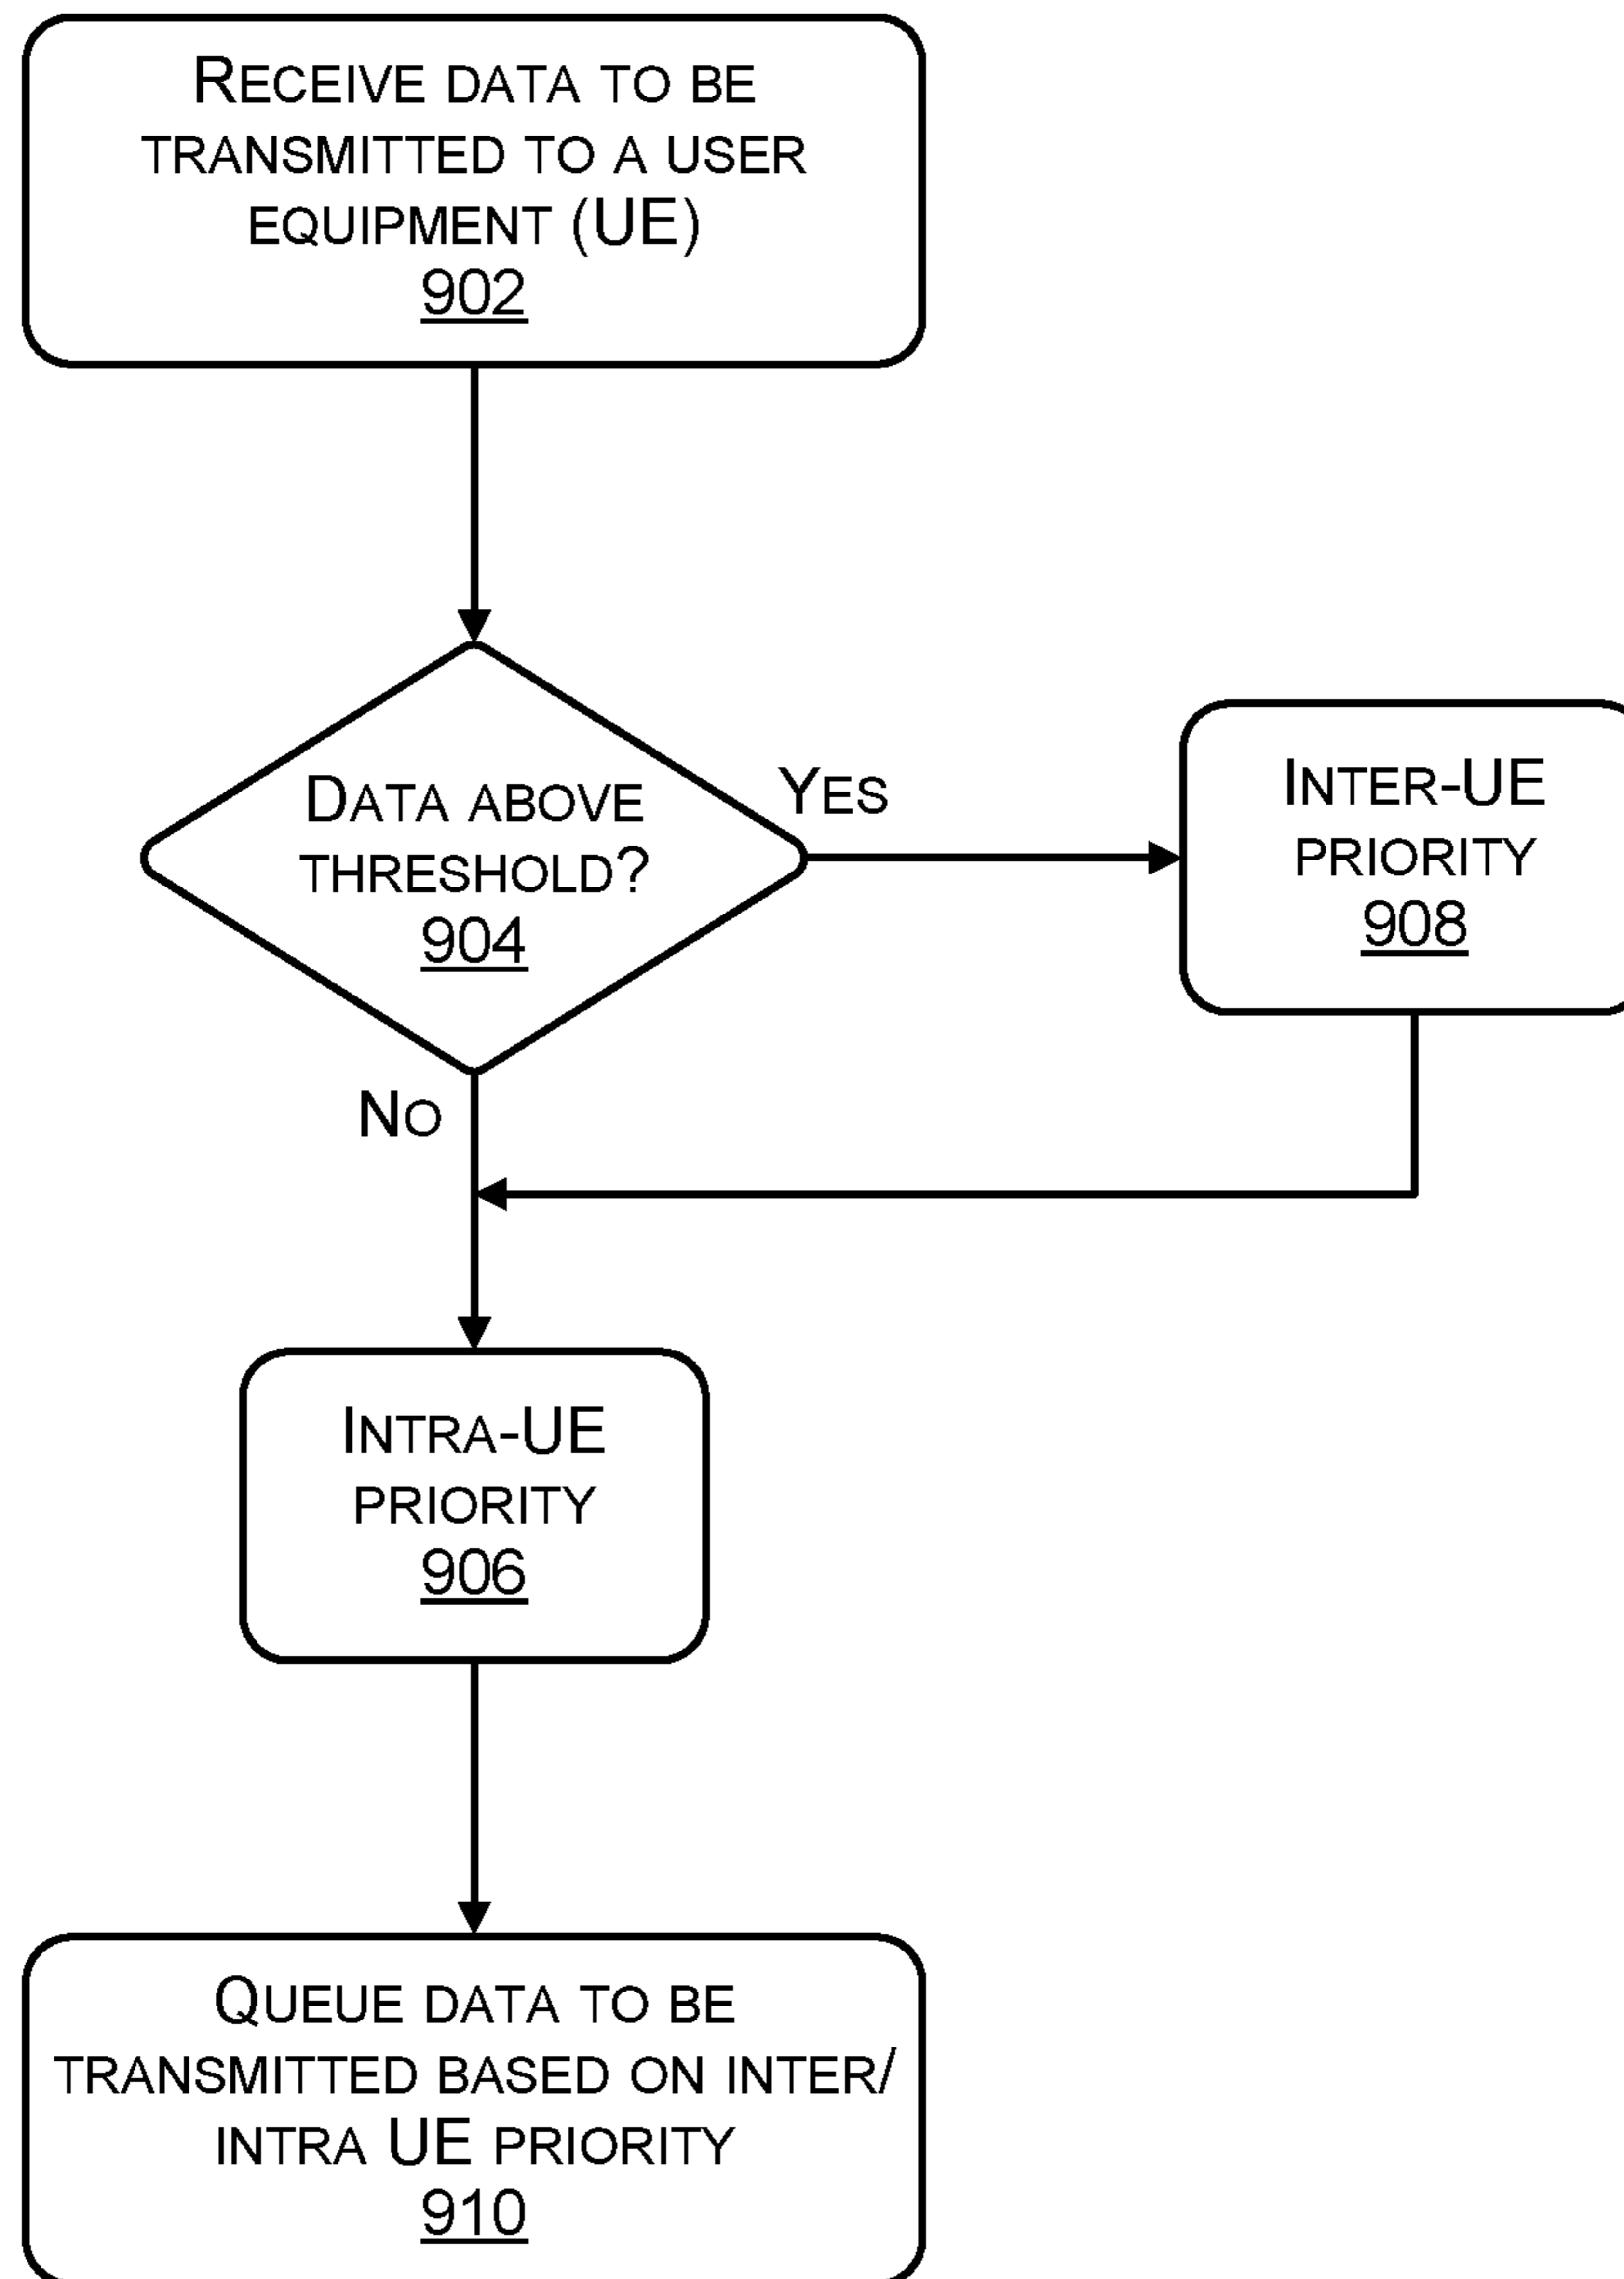 RECEIVE DATA TO BE
TRANSMITTED TO A USER
EQUIPMENT (UE)
902
DATA ABOVE
THRESHOLD?
904
YES
INTER-UE
PRIORITY
908
NO
INTRA-UE
PRIORITY
906
QUEUE DATA TO BE
TRANSMITTED BASED ON INTER/
INTRA UE PRIORITY
910